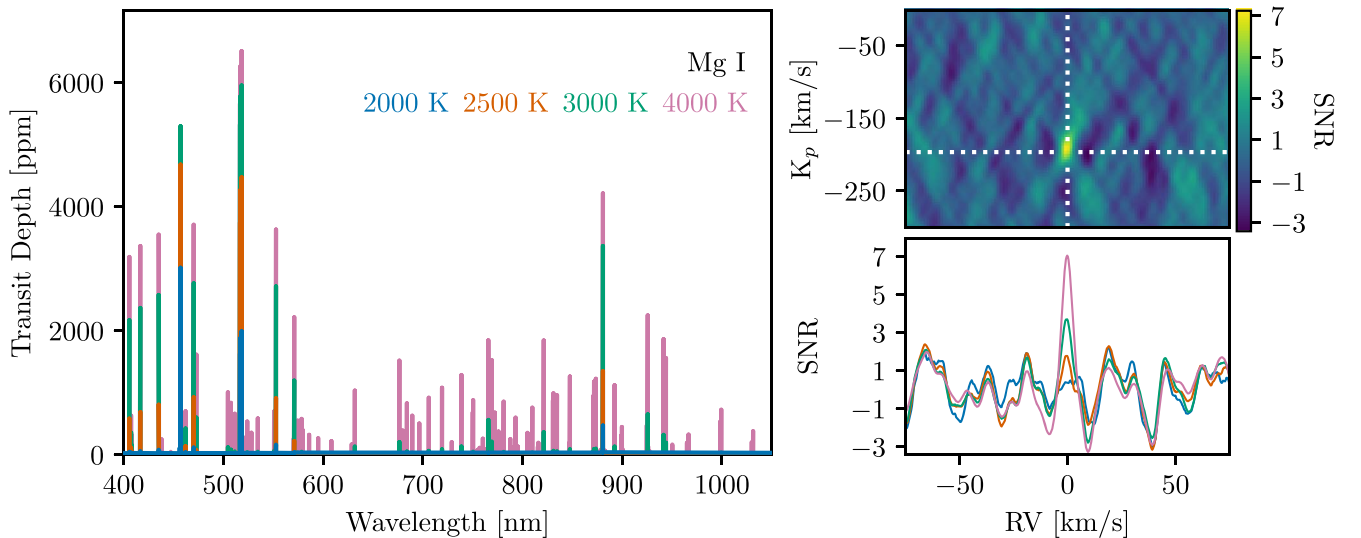 Mg I
2000 K 2500 K 3000 K 4000 K
6000
4000
2000
0
Transit Depth [ppm]
400 500 600 700 800 900 1000
Wavelength [nm]
−50
−150
−250
K_p [km/s]
7
5
3
1
−1
−3
SNR
7
5
3
1
−1
−3
SNR
−50 0 50
RV [km/s]